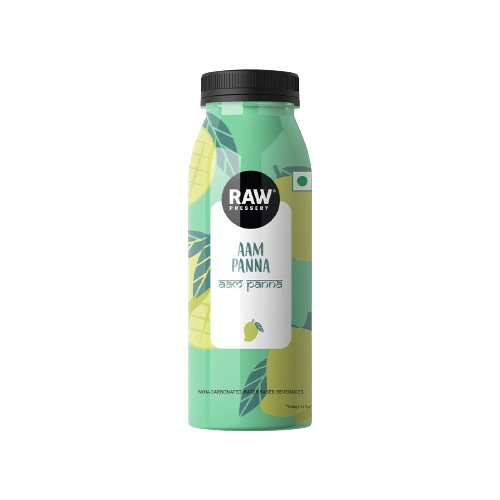 RAW
PRESSERY
AAM
PANNA
aam panna
NON-CARBONATED WATER BASED BEVERAGES